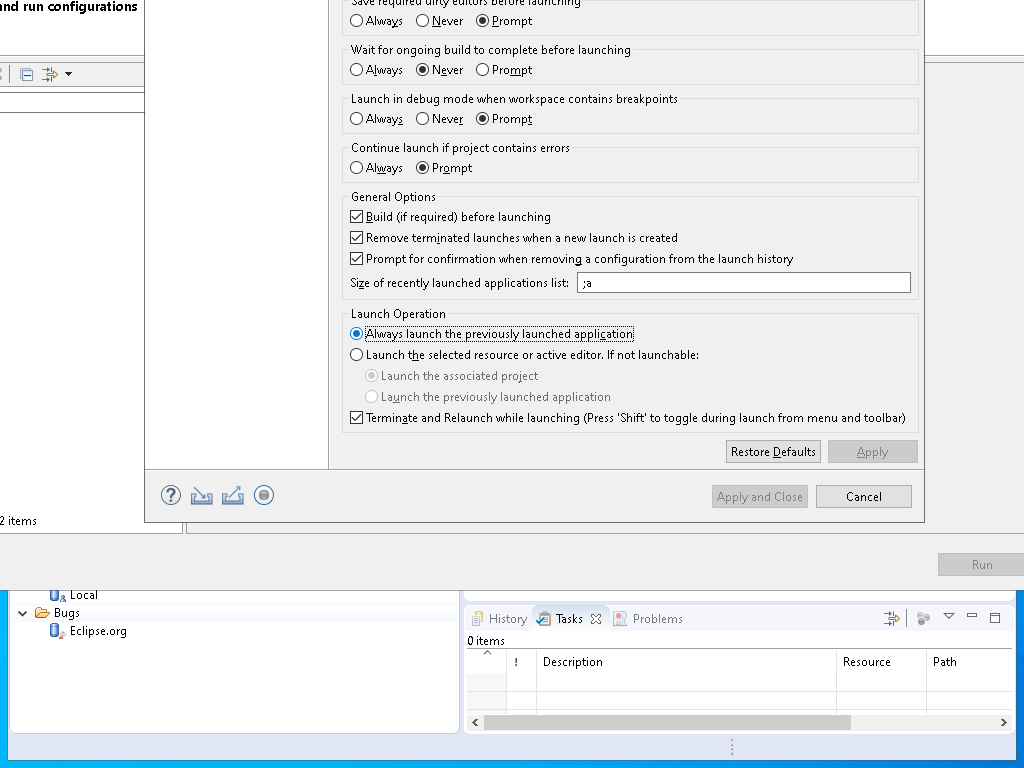 and run configurations
Save required dirty editors before launching
Always Never Prompt
Wait for ongoing build to complete before launching
Always Never Prompt
Launch in debug mode when workspace contains breakpoints
Always Never Prompt
Continue launch if project contains errors
Always Prompt
General Options
Build (if required) before launching
Remove terminated launches when a new launch is created
Prompt for confirmation when removing a configuration from the launch history
Size of recently launched applications list: ;a
Launch Operation
Always launch the previously launched application
Launch the selected resource or active editor. If not launchable:
Launch the associated project
Launch the previously launched application
Terminate and Relaunch while launching (Press 'Shift' to toggle during launch from menu and toolbar)
Restore Defaults Apply
Apply and Close Cancel
2 items
Run
Local
Bugs
Eclipse.org
History Tasks Problems
0 items
! Description Resource Path